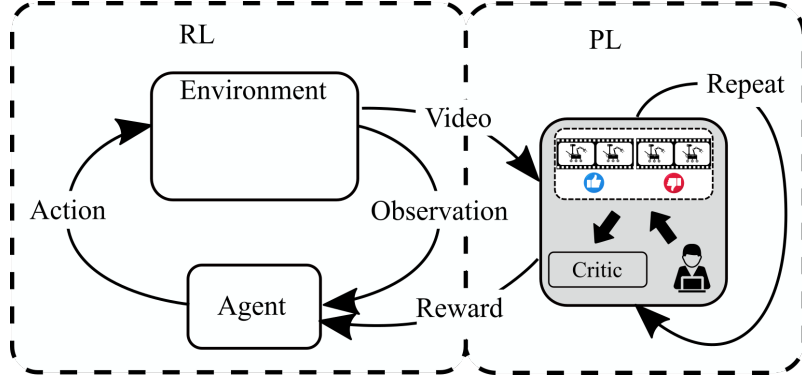 RL
PL
Environment
Repeat
Video
Action
Observation
Critic
Agent
Reward